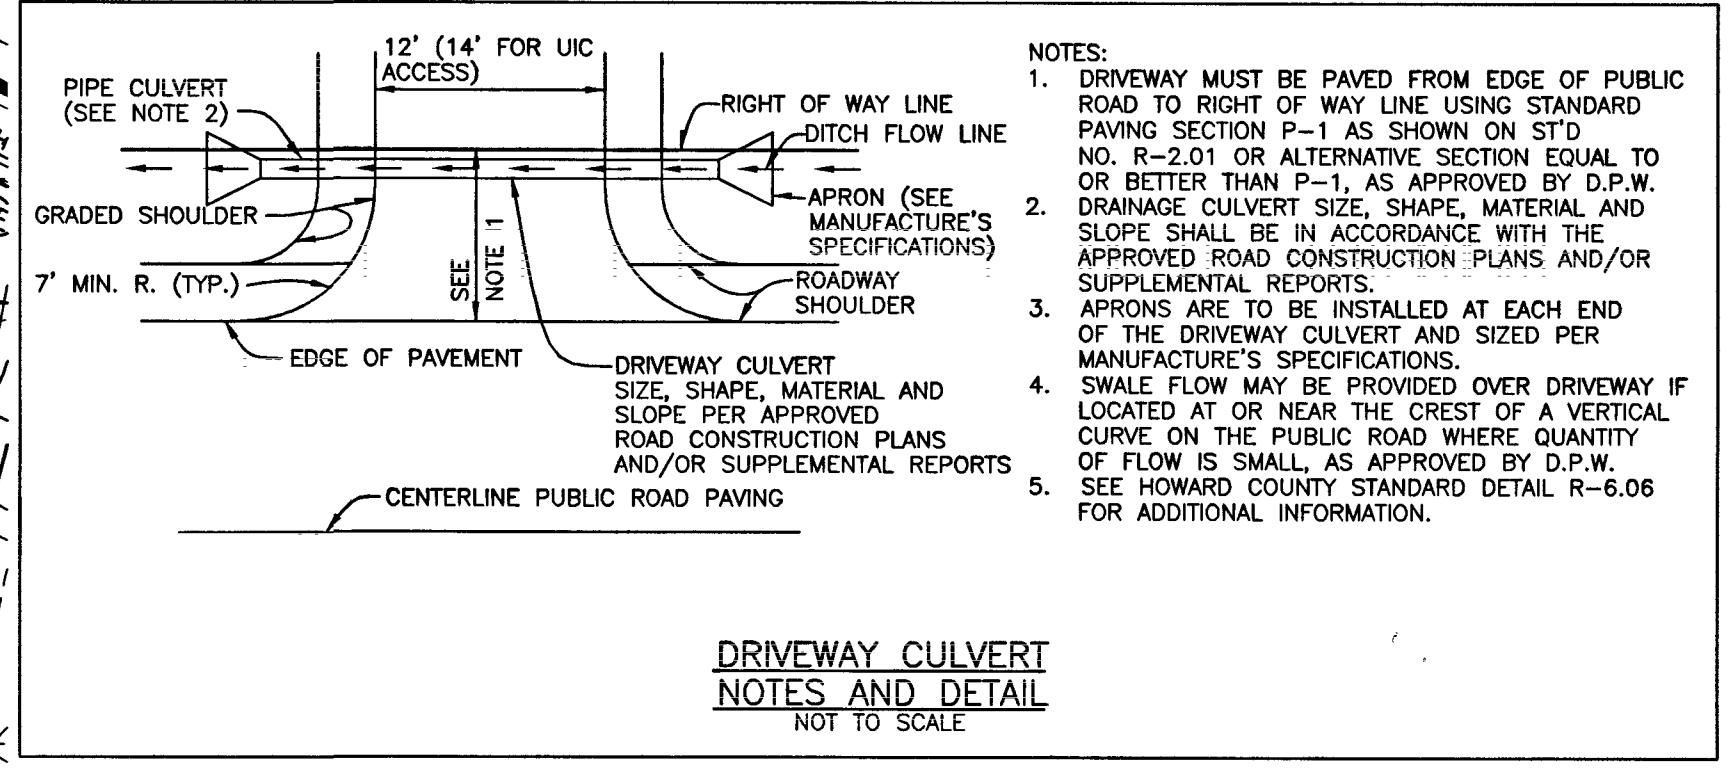 12' (14' FOR UIC
ACCESS)
PIPE CULVERT
(SEE NOTE 2)
RIGHT OF WAY LINE
DITCH FLOW LINE
APRON (SEE
MANUFACTURE'S
SPECIFICATIONS)
GRADED SHOULDER
SEE
NOTE 1
7' MIN. R. (TYP.)
ROADWAY
SHOULDER
EDGE OF PAVEMENT
DRIVEWAY CULVERT
SIZE, SHAPE, MATERIAL AND
SLOPE PER APPROVED
ROAD CONSTRUCTION PLANS
AND/OR SUPPLEMENTAL REPORTS
CENTERLINE PUBLIC ROAD PAVING
NOTES:
1. DRIVEWAY MUST BE PAVED FROM EDGE OF PUBLIC
ROAD TO RIGHT OF WAY LINE USING STANDARD
PAVING SECTION P-1 AS SHOWN ON ST'D
NO. R-2.01 OR ALTERNATIVE SECTION EQUAL TO
OR BETTER THAN P-1, AS APPROVED BY D.P.W.
2. DRAINAGE CULVERT SIZE, SHAPE, MATERIAL AND
SLOPE SHALL BE IN ACCORDANCE WITH THE
APPROVED ROAD CONSTRUCTION PLANS AND/OR
SUPPLEMENTAL REPORTS.
3. APRONS ARE TO BE INSTALLED AT EACH END
OF THE DRIVEWAY CULVERT AND SIZED PER
MANUFACTURE'S SPECIFICATIONS.
4. SWALE FLOW MAY BE PROVIDED OVER DRIVEWAY IF
LOCATED AT OR NEAR THE CREST OF A VERTICAL
CURVE ON THE PUBLIC ROAD WHERE QUANTITY
OF FLOW IS SMALL, AS APPROVED BY D.P.W.
5. SEE HOWARD COUNTY STANDARD DETAIL R-6.06
FOR ADDITIONAL INFORMATION.
DRIVEWAY CULVERT
NOTES AND DETAIL
NOT TO SCALE